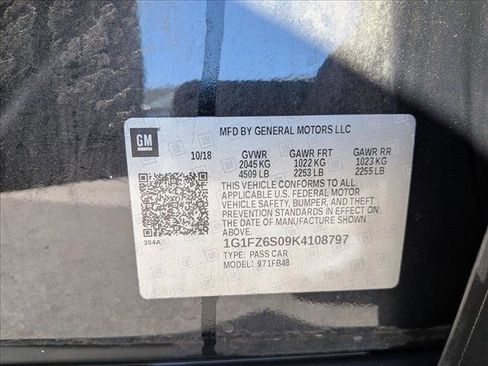 GM
MFD BY GENERAL MOTORS LLC
10/18 GVWR GAWR FRT GAWR RR
2045 KG 1022 KG 1023 KG
4509 LB 2253 LB 2255 LB
THIS VEHICLE CONFORMS TO ALL
APPLICABLE U.S. FEDERAL MOTOR
VEHICLE SAFETY, BUMPER, AND THEFT
PREVENTION STANDARDS IN EFFECT ON
THE DATE OF MANUFACTURE SHOWN
ABOVE.
384A
1G1FZ6S09K4108797
TYPE: PASS CAR
MODEL: 971FB48